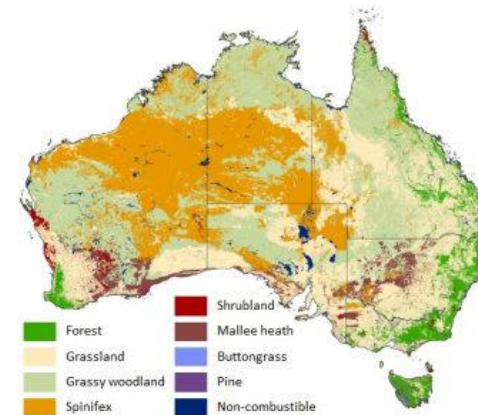 Shrubland
Forest
Mallee heath
Grassland
Buttongrass
Grassy woodland
Pine
Spinifex
Non-combustible